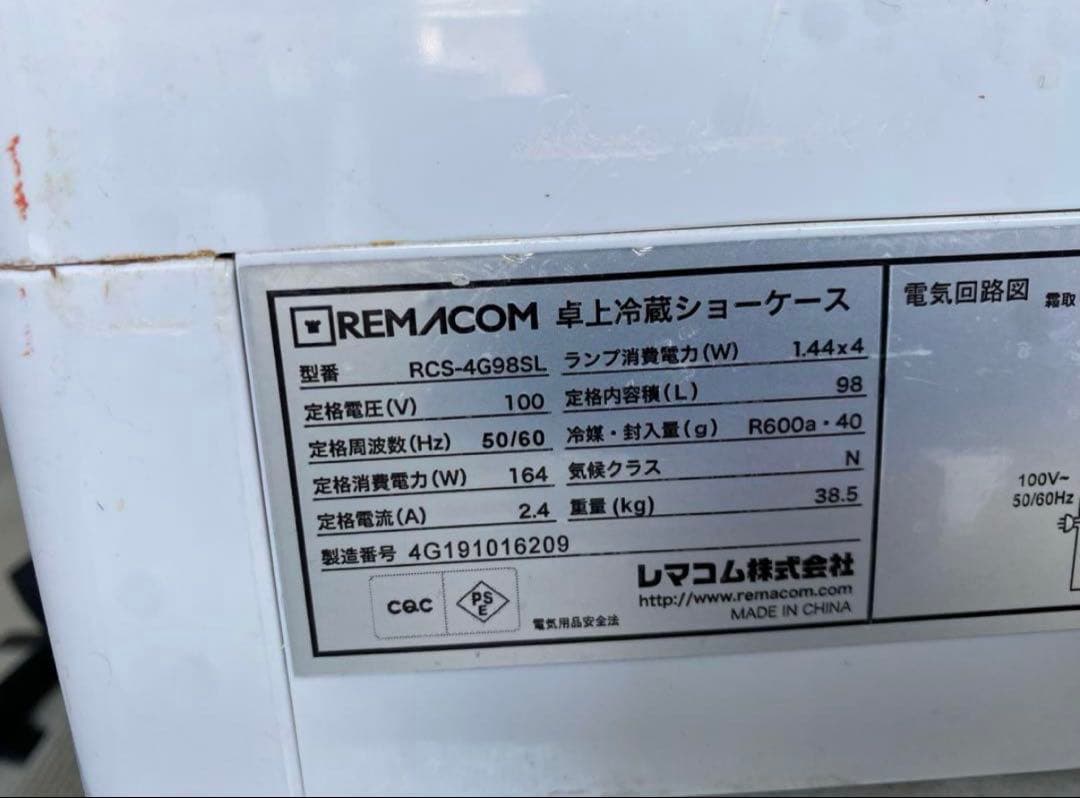 REMACOM 卓上冷蔵ショーケース
型番 RCS-4G98SL
定格電圧(V) 100
定格周波数(Hz) 50/60
定格消費電力(W) 164
定格電流(A) 2.4
製造番号 4G191016209
ランプ消費電力(W) 1.44x4
定格内容積(L) 98
冷媒・封入量(g) R600a・40
気候クラス N
重量(kg) 38.5
CQC
PS
E
電気用品安全法
レマコム株式会社
http://www.remacom.com
MADE IN CHINA
電気回路図
霜取
100V~
50/60Hz